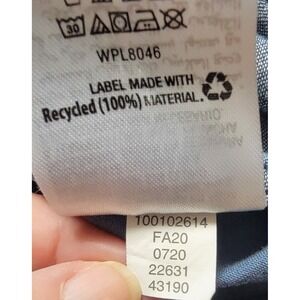 30
WPL8046
LABEL MADE WITH
Recycled (100%) MATERIAL.
100102614
FA20
0720
22631
43190